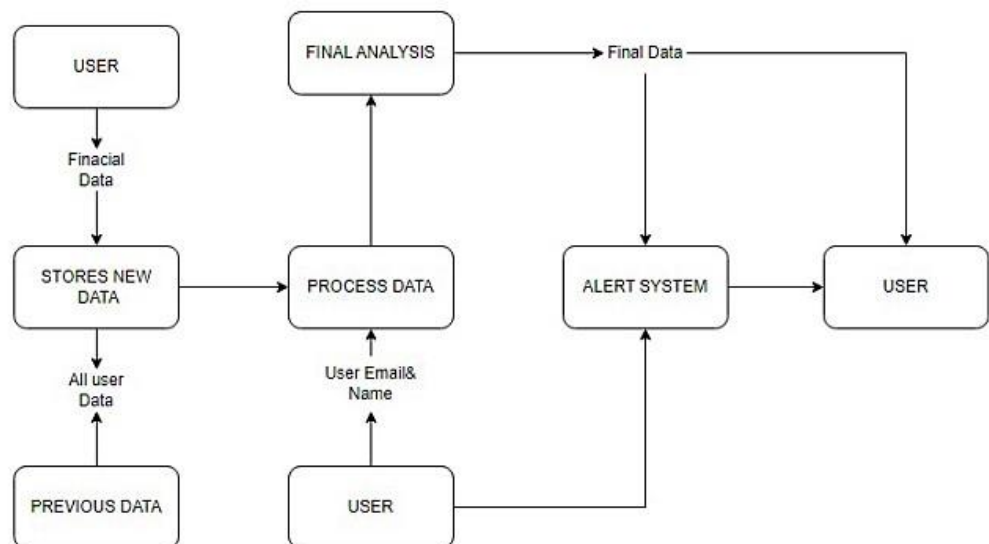 USER
FINAL ANALYSIS
Final Data
Finacial
Data
STORES NEW
DATA
PROCESS DATA
ALERT SYSTEM
USER
All user
Data
User Email&
Name
PREVIOUS DATA
USER